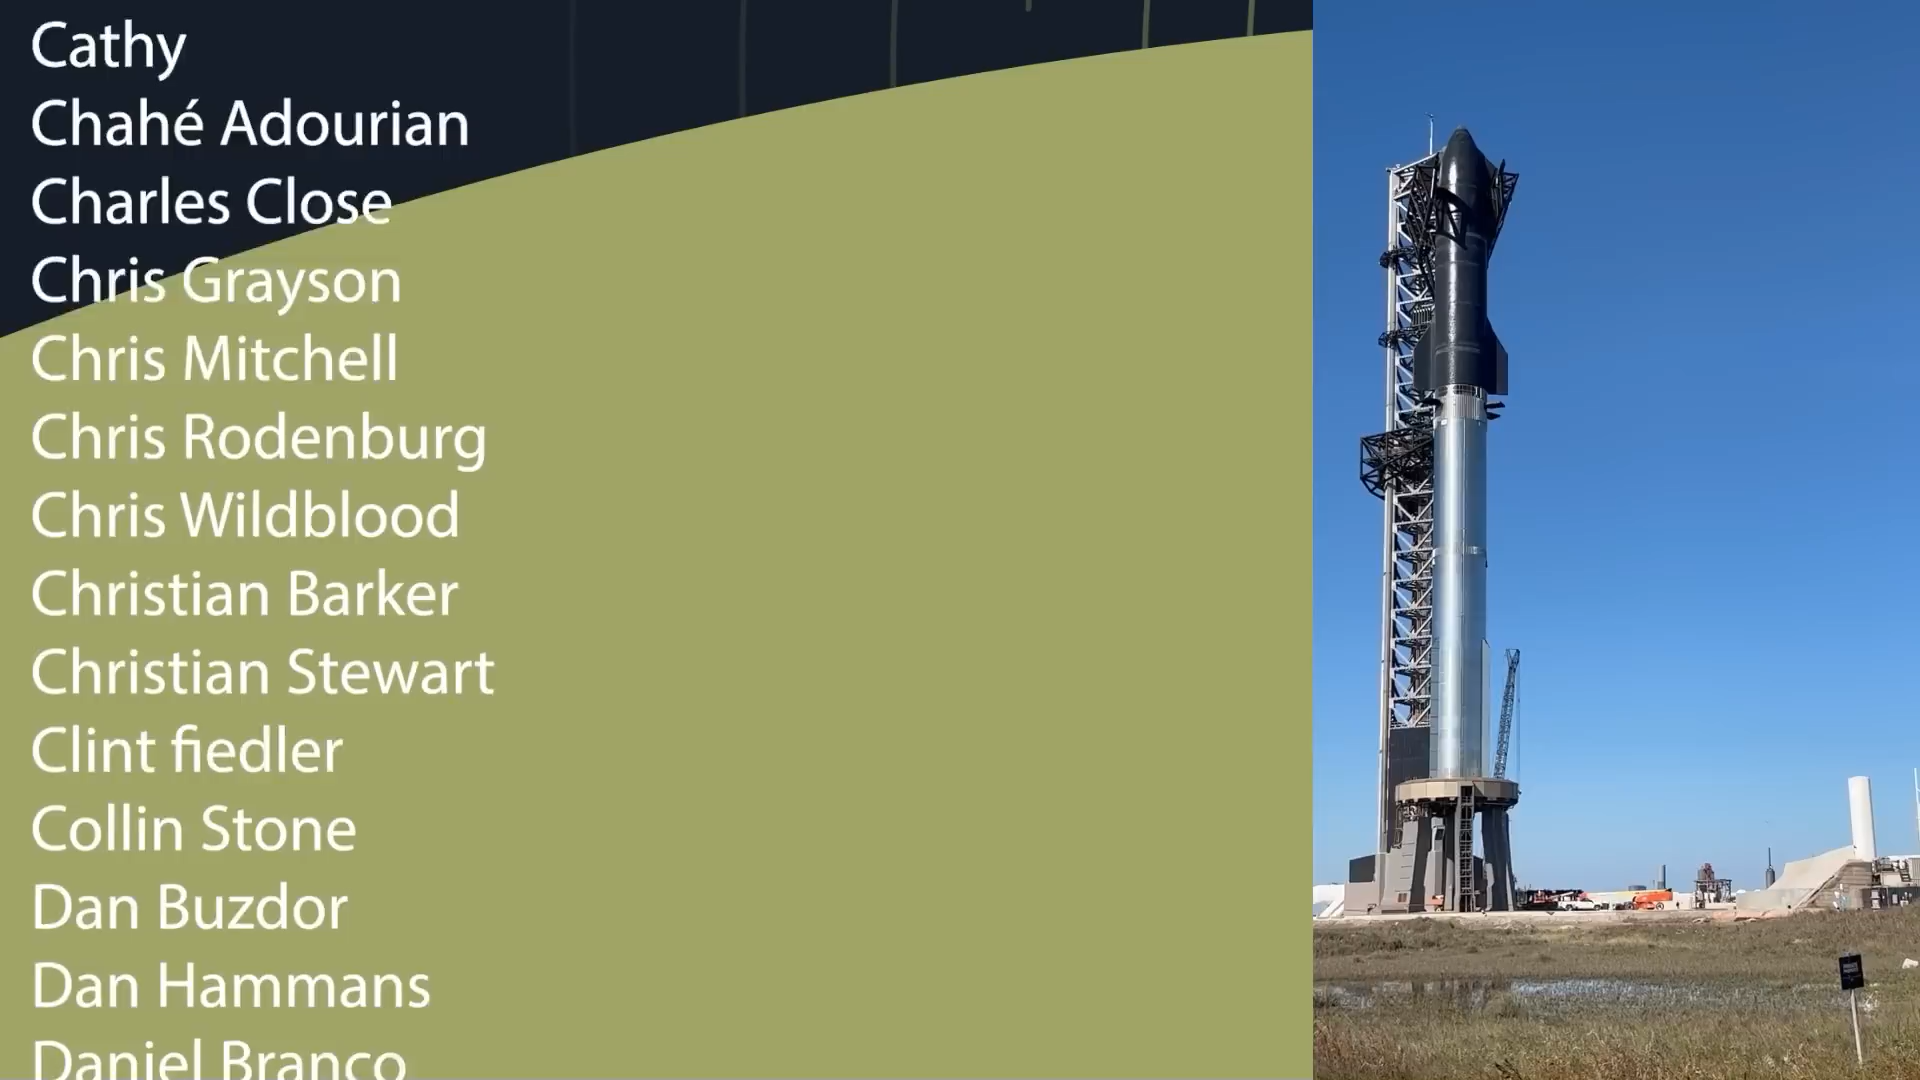 Cathy
Chahé Adourian
Charles Close
Chris Grayson
Chris Mitchell
Chris Rodenburg
Chris Wildblood
Christian Barker
Christian Stewart
Clint fiedler
Collin Stone
Dan Buzdor
Dan Hammans
Daniel Branco